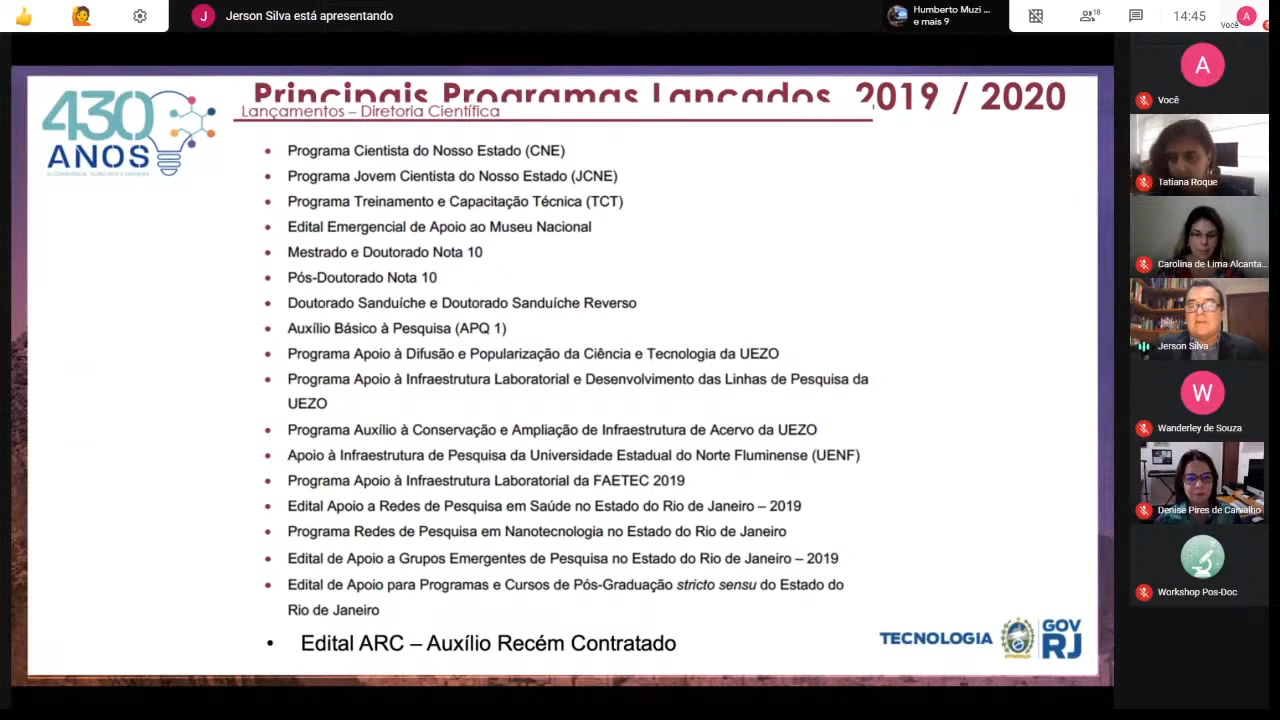 J
Jerson Silva está apresentando
Humberto Muzi ...
e mais 9
18
14:45
Você
A
430
ANOS
Principais Programas Lançados 2019 / 2020
Lançamentos – Diretoria Científica
• Programa Cientista do Nosso Estado (CNE)
• Programa Jovem Cientista do Nosso Estado (JCNE)
• Programa Treinamento e Capacitação Técnica (TCT)
• Edital Emergencial de Apoio ao Museu Nacional
• Mestrado e Doutorado Nota 10
• Pós-Doutorado Nota 10
• Doutorado Sanduíche e Doutorado Sanduíche Reverso
• Auxílio Básico à Pesquisa (APQ 1)
• Programa Apoio à Difusão e Popularização da Ciência e Tecnologia da UEZO
• Programa Apoio à Infraestrutura Laboratorial e Desenvolvimento das Linhas de Pesquisa da
UEZO
• Programa Auxílio à Conservação e Ampliação de Infraestrutura de Acervo da UEZO
• Apoio à Infraestrutura de Pesquisa da Universidade Estadual do Norte Fluminense (UENF)
• Programa Apoio à Infraestrutura Laboratorial da FAETEC 2019
• Edital Apoio a Redes de Pesquisa em Saúde no Estado do Rio de Janeiro – 2019
• Programa Redes de Pesquisa em Nanotecnologia no Estado do Rio de Janeiro
• Edital de Apoio a Grupos Emergentes de Pesquisa no Estado do Rio de Janeiro – 2019
• Edital de Apoio para Programas e Cursos de Pós-Graduação stricto sensu do Estado do
Rio de Janeiro
• Edital ARC – Auxílio Recém Contratado
TECNOLOGIA
GOV
RJ
A
Você
Tatiana Roque
Carolina de Lima Alcanta...
Jerson Silva
W
Wanderley de Souza
Denise Pires de Carvalho
Workshop Pos-Doc